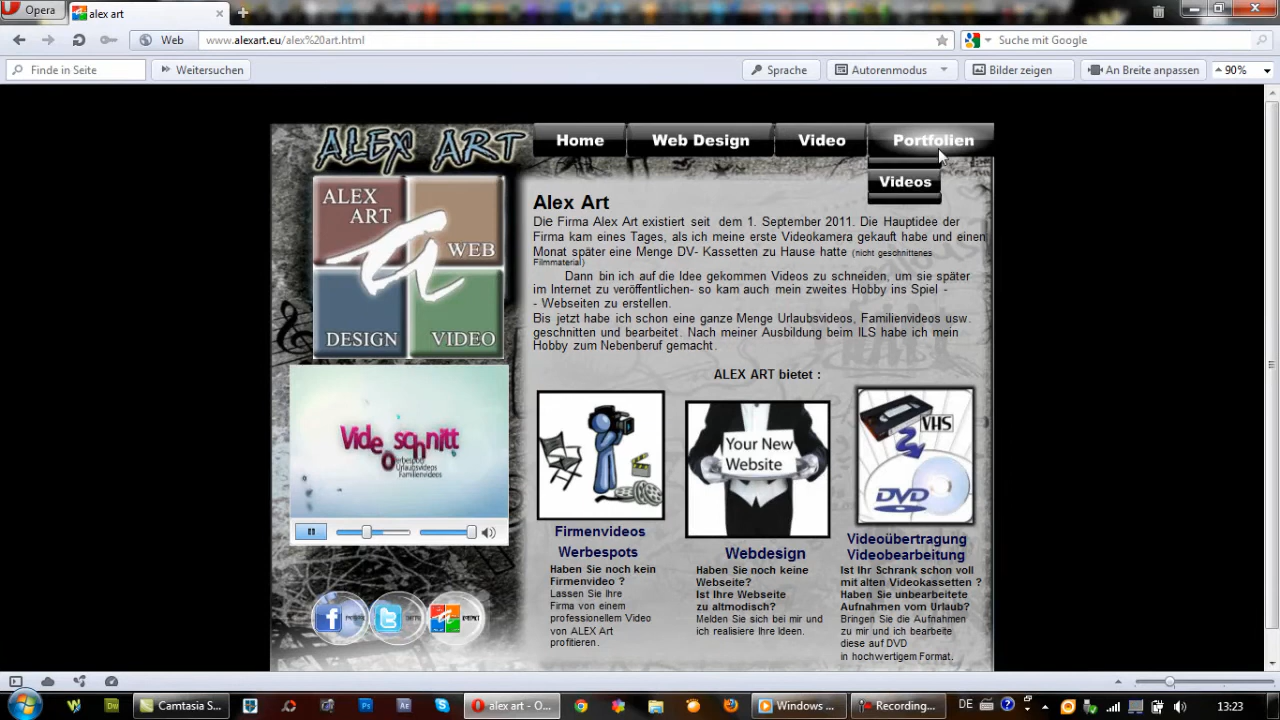 Opera
alex art
Web
www.alexart.eu/alex%20art.html
Suche mit Google
Finde in Seite
Weitersuchen
Sprache
Autorenmodus
Bilder zeigen
An Breite anpassen
90%
ALEX ART
Home
Web Design
Video
Portfolien
Videos
ALEX
ART
WEB
DESIGN
VIDEO
Alex Art
Die Firma Alex Art existiert seit dem 1. September 2011. Die Hauptidee der
Firma kam eines Tages, als ich meine erste Videokamera gekauft habe und einen
Monat später eine Menge DV- Kassetten zu Hause hatte (nicht geschnittenes
Filmmaterial)
Dann bin ich auf die Idee gekommen Videos zu schneiden, um sie später
im Internet zu veröffentlichen- so kam auch mein zweites Hobby ins Spiel -
- Webseiten zu erstellen.
Bis jetzt habe ich schon eine ganze Menge Urlaubsvideos, Familienvideos usw.
geschnitten und bearbeitet. Nach meiner Ausbildung beim ILS habe ich mein
Hobby zum Nebenberuf gemacht.
ALEX ART bietet :
Videoschnitt
Werbespots
Urlaubsvideos
Familienvideos
Your New
Website
VHS
DVD
Firmenvideos
Werbespots
Haben Sie noch kein
Firmenvideo ?
Lassen Sie Ihre
Firma von einem
professionellem Video
von ALEX Art
profitieren.
Webdesign
Haben Sie noch keine
Webseite?
Ist Ihre Webseite
zu altmodisch?
Melden Sie sich bei mir und
ich realisiere Ihre Ideen.
Videoübertragung
Videobearbeitung
Ist Ihr Schrank schon voll
mit alten Videokassetten ?
Haben Sie unbearbeitete
Aufnahmen vom Urlaub?
Bringen Sie die Aufnahmen
zu mir und ich bearbeite
diese auf DVD
in hochwertigem Format.
Camtasia S...
alex art - O...
Windows ...
Recording...
DE
13:23